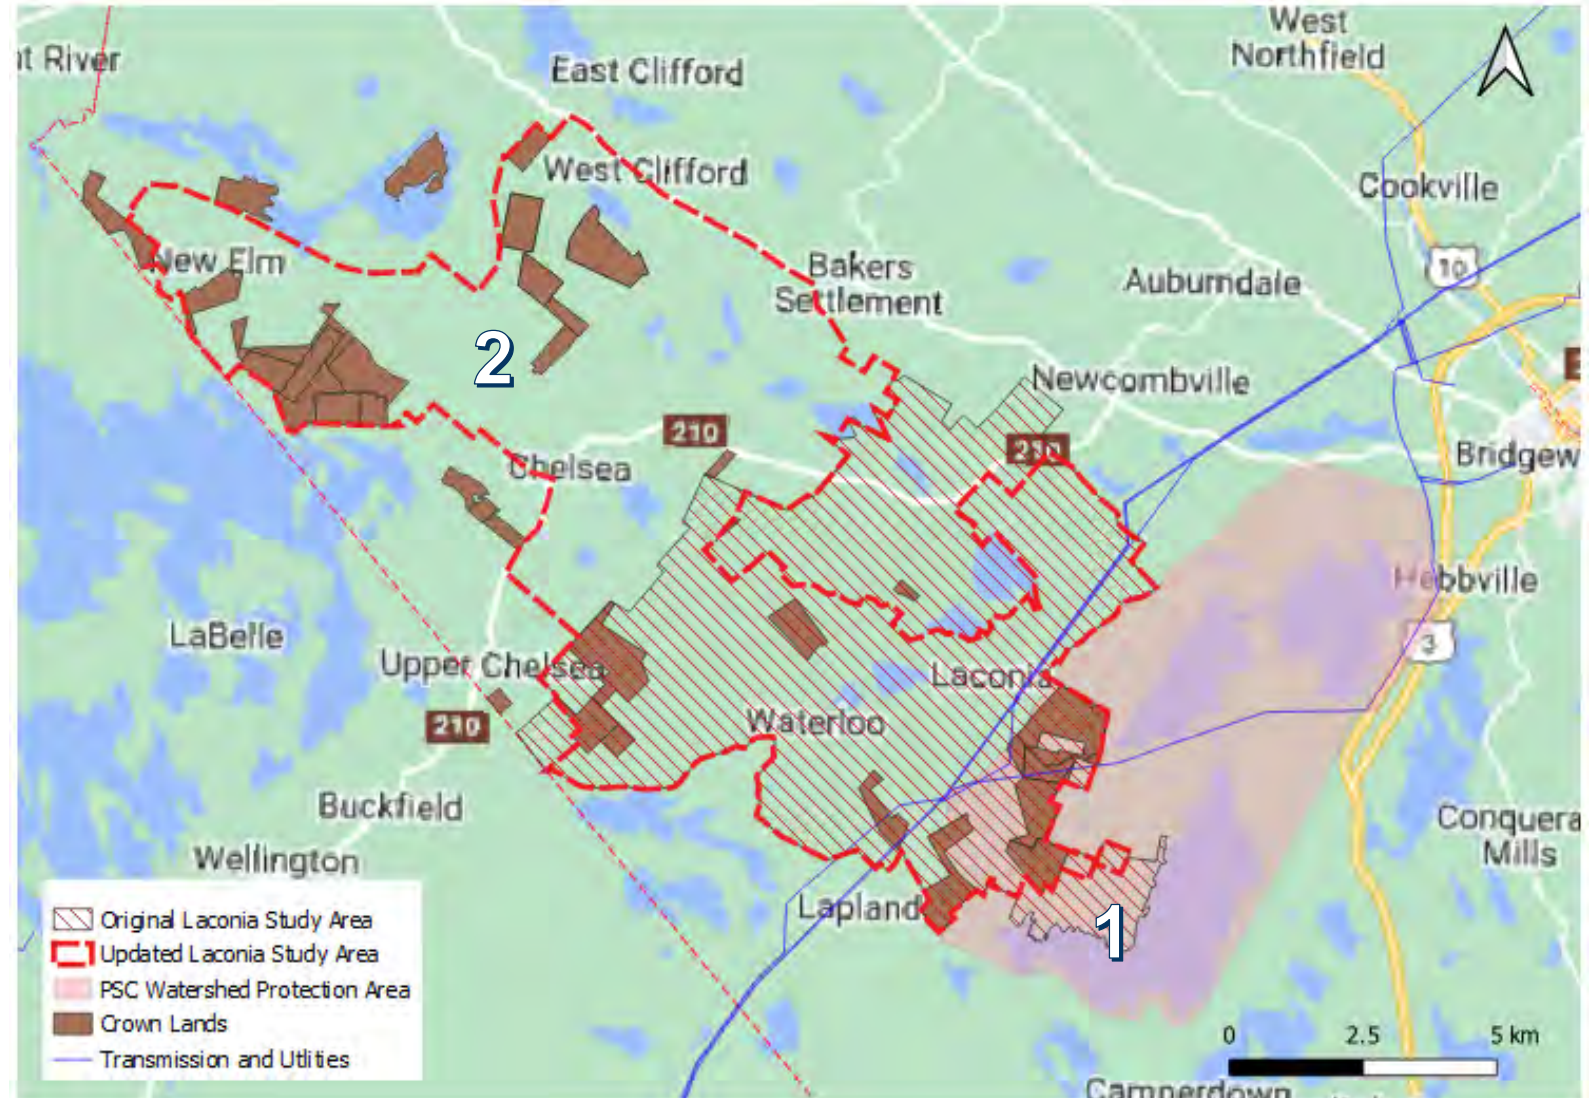 West
Northfield
River
East Clifford
West Clifford
Cookville
New Elm
Bakers
Settlement
10
Auburndale
2
Newcombville
210
210
Chelsea
Bridgew
Hebbville
LaBelle
3
Upper Chelsea
Laconia
210
Waterloo
Buckfield
Conquera
Mills
Wellington
Lapland
1
Original Laconia Study Area
Updated Laconia Study Area
PSC Watershed Protection Area
Crown Lands
Transmission and Utlities
0 2.5 5 km
Camperdown